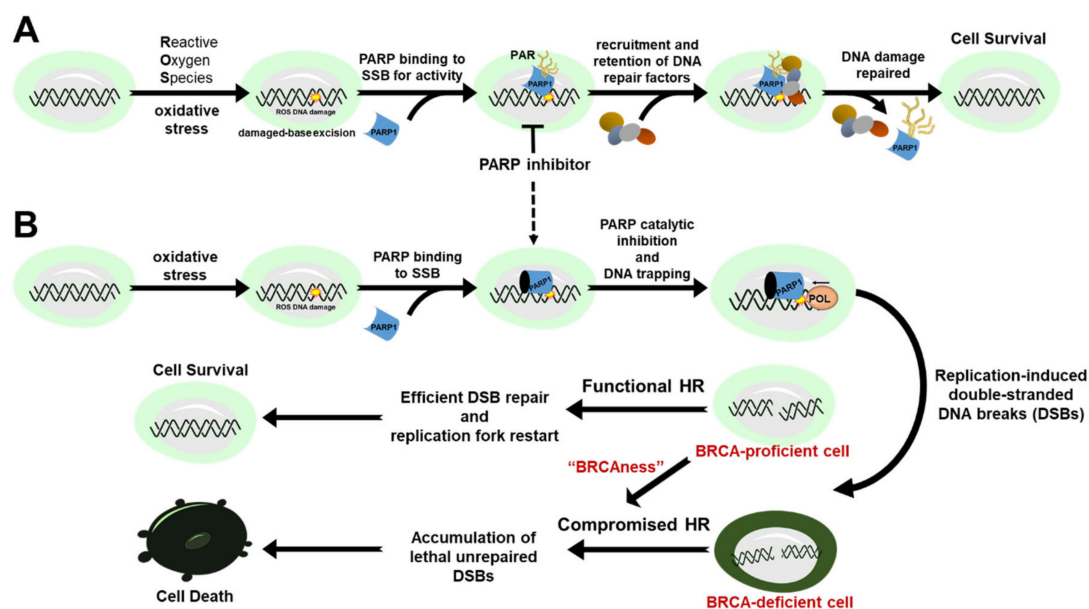 A
Reactive
Oxygen
Species
oxidative
stress
ROS DNA damage
damaged-base excision
PARP binding to
SSB for activity
PARP1
PAR
PARP1
recruitment and
retention of DNA
repair factors
PARP1
DNA damage
repaired
PARP1
Cell Survival
PARP inhibitor
B
oxidative
stress
ROS DNA damage
PARP binding
to SSB
PARP1
PARP1
PARP catalytic
inhibition
and
DNA trapping
PARP1
POL
Replication-induced
double-stranded
DNA breaks (DSBs)
Cell Survival
Efficient DSB repair
and
replication fork restart
Functional HR
BRCA-proficient cell
“BRCAness”
Compromised HR
Accumulation of
lethal unrepaired
DSBs
Cell Death
BRCA-deficient cell